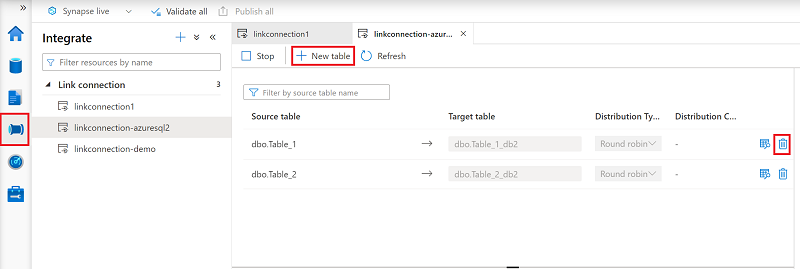 Synapse live
Validate all
Publish all
Integrate
Filter resources by name
Link connection 3
linkconnection1
linkconnection-azuresql2
linkconnection-demo
linkconnection1
linkconnection-azur...
Stop
New table
Refresh
Filter by source table name
Source table Target table Distribution Ty... Distribution C...
dbo.Table_1 dbo.Table_1_db2 Round robin -
dbo.Table_2 dbo.Table_2_db2 Round robin -